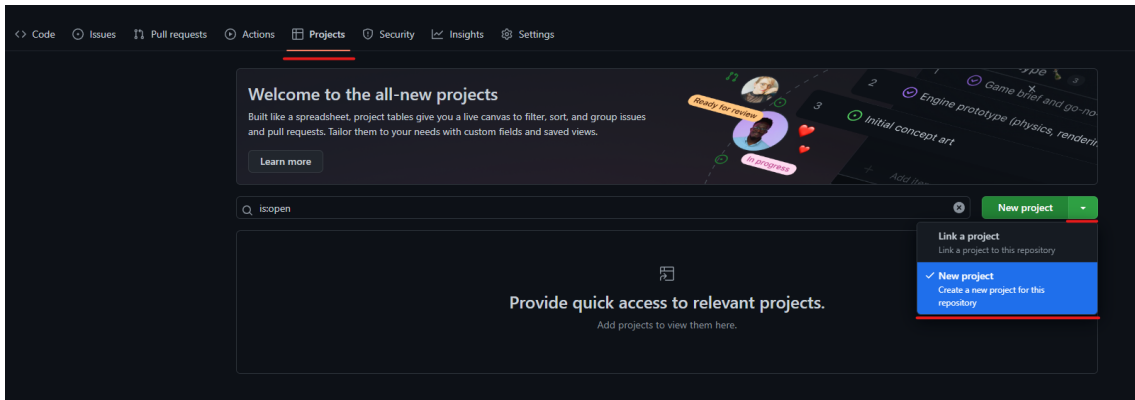 Code
Issues
Pull requests
Actions
Projects
Security
Insights
Settings
Welcome to the all-new projects
Built like a spreadsheet, project tables give you a live canvas to filter, sort, and group issues
and pull requests. Tailor them to your needs with custom fields and saved views.
Learn more
Ready for review
In progress
1
2
Engine prototype (physics, renderin
Game brief and go-no-
3
Initial concept art
Add item
is:open
New project
Link a project
Link a project to this repository
New project
Create a new project for this
repository
Provide quick access to relevant projects.
Add projects to view them here.